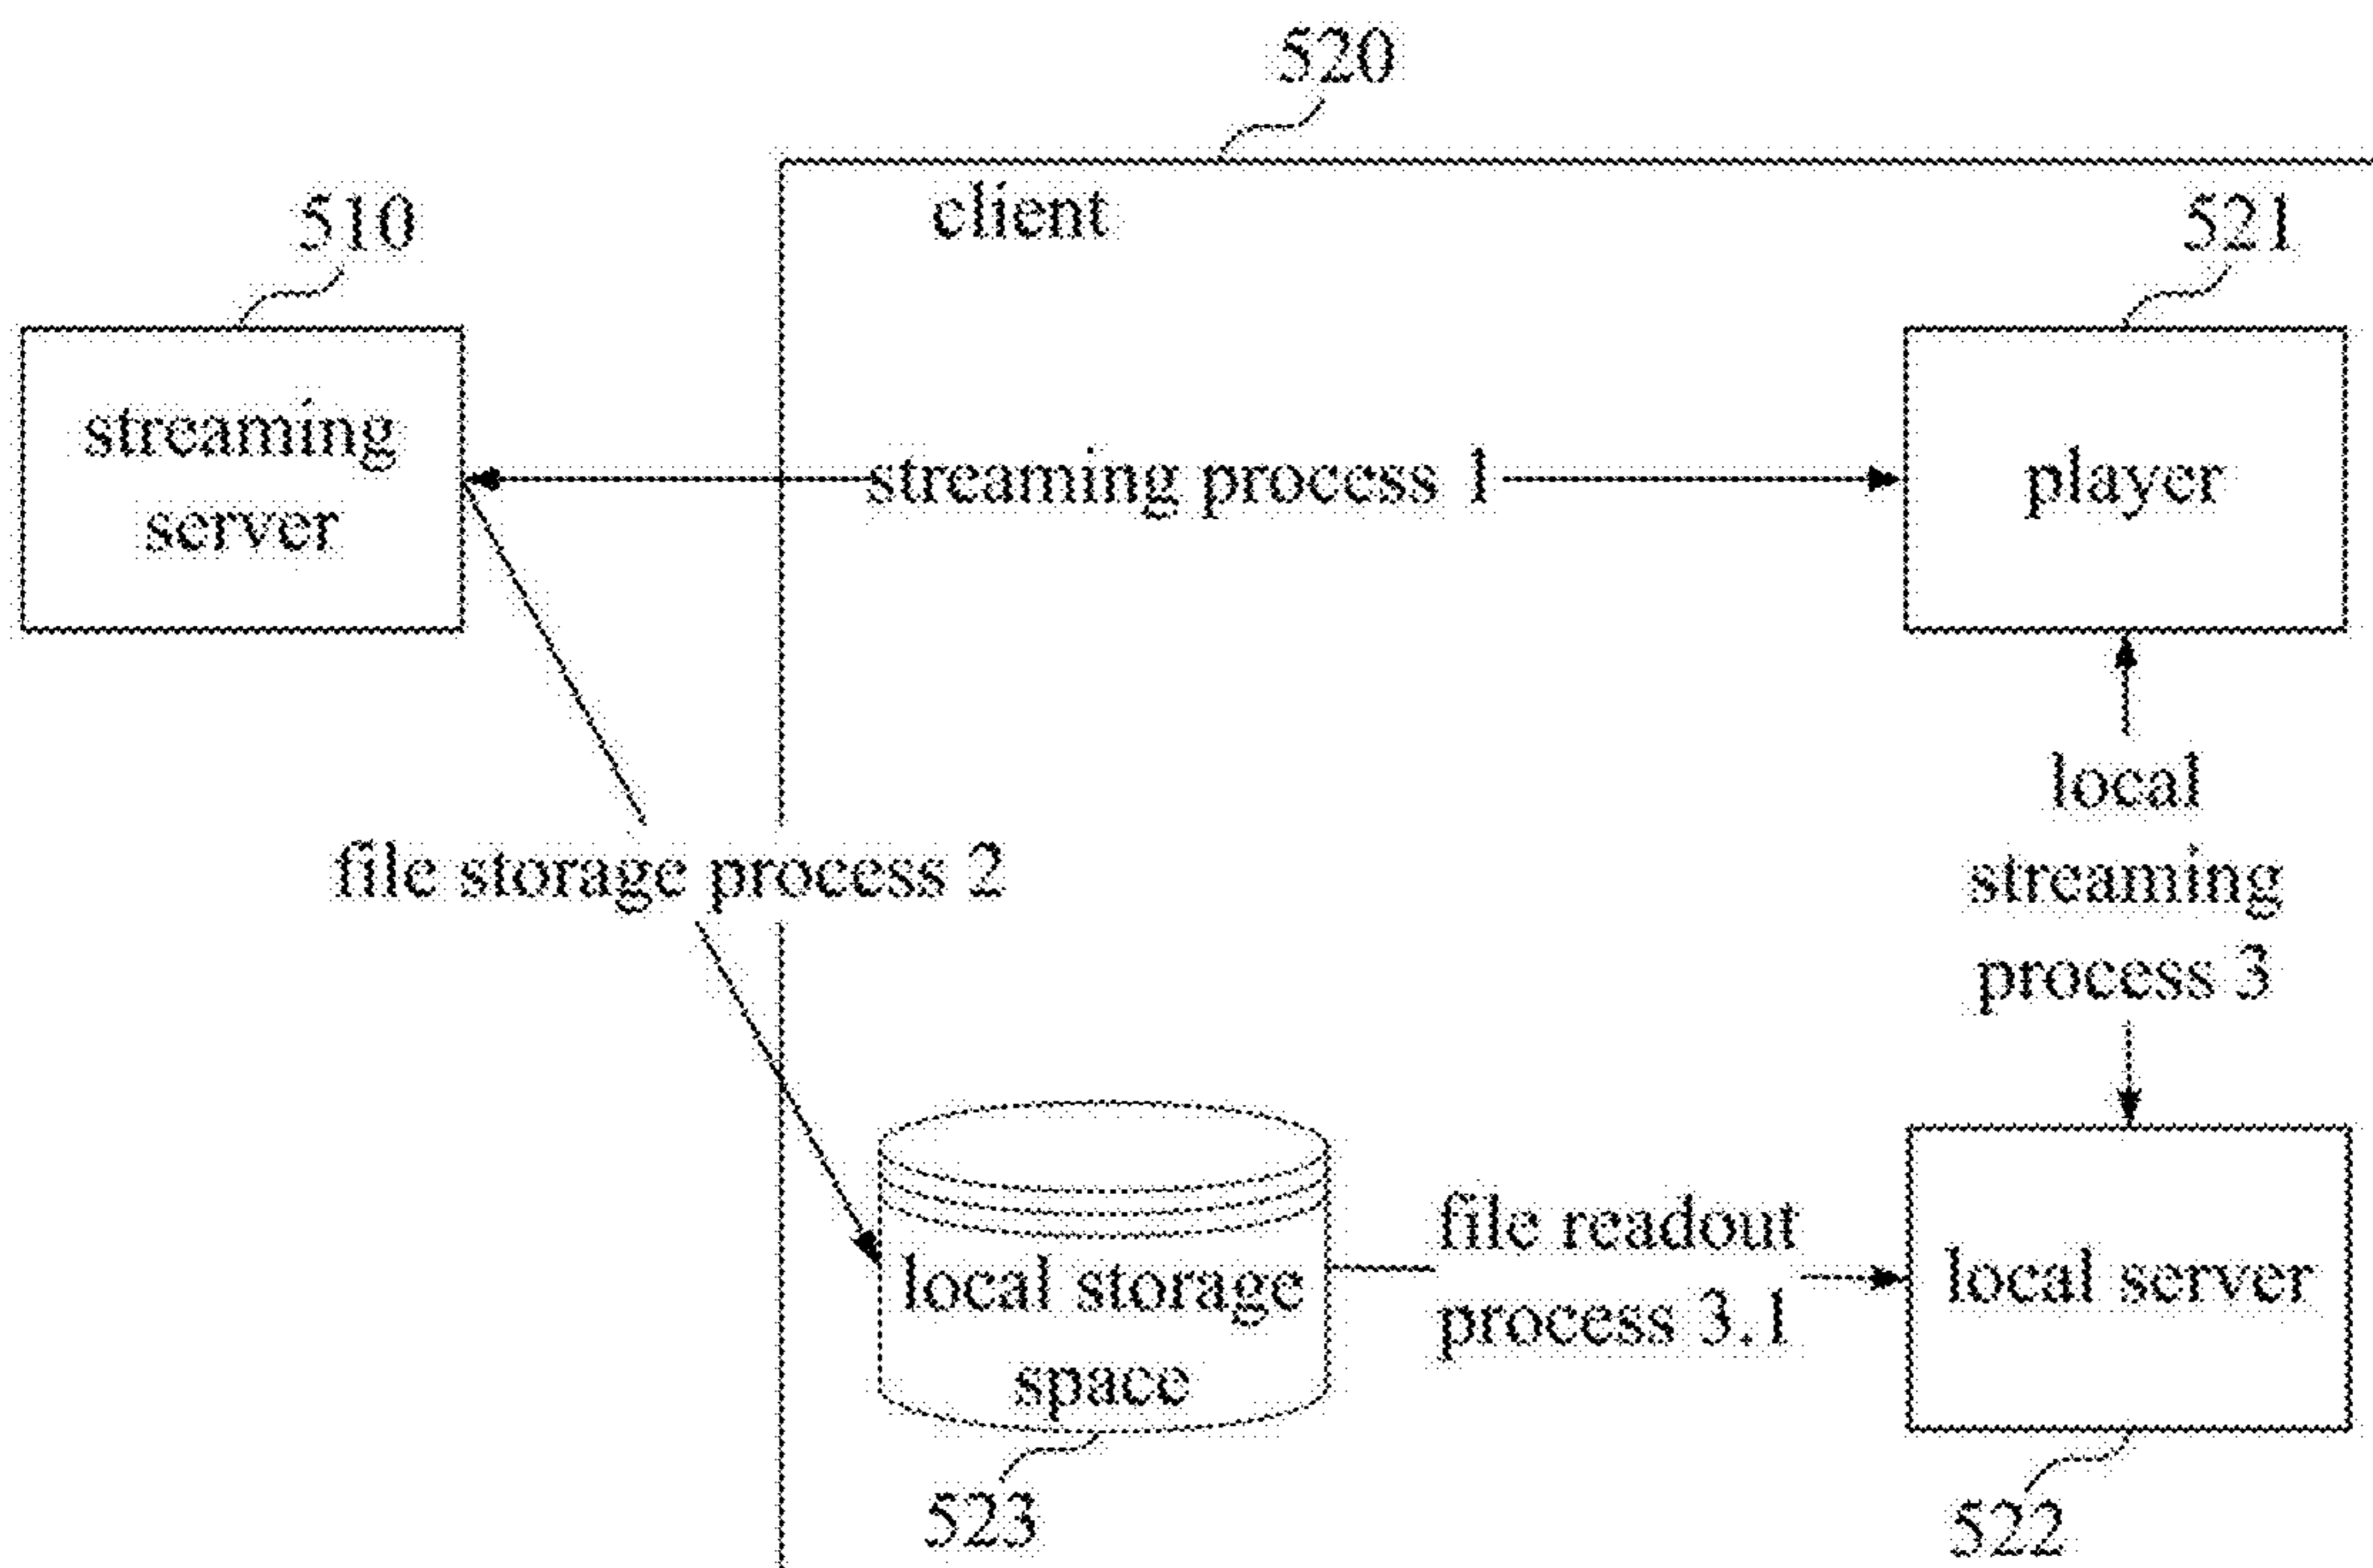 520
client
510
521
streaming
server
streaming process 1
player
local
streaming
process 3
file storage process 2
local storage
space
file readout
process 3.1
local server
523
522